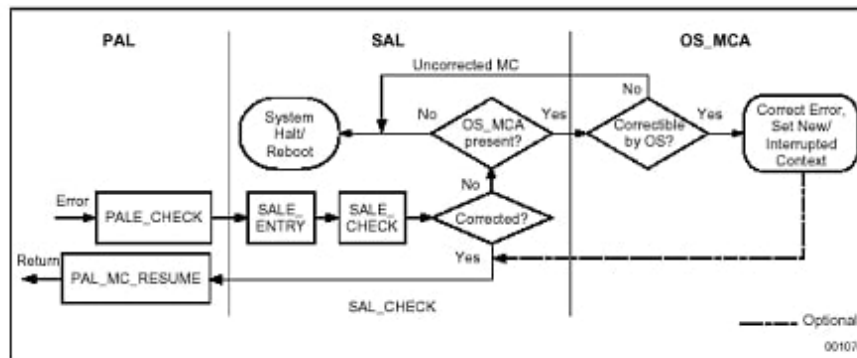 PAL
SAL
OS_MCA
Uncorrected MC
No
System
Halt/
Reboot
No
OS_MCA
present?
Yes
Correctible
by OS?
Yes
Correct Error,
Set New/
Interrupted
Context
No
Error
PALE_CHECK
SALE_
ENTRY
SALE_
CHECK
Corrected?
Yes
Return
PAL_MC_RESUME
SAL_CHECK
Optional